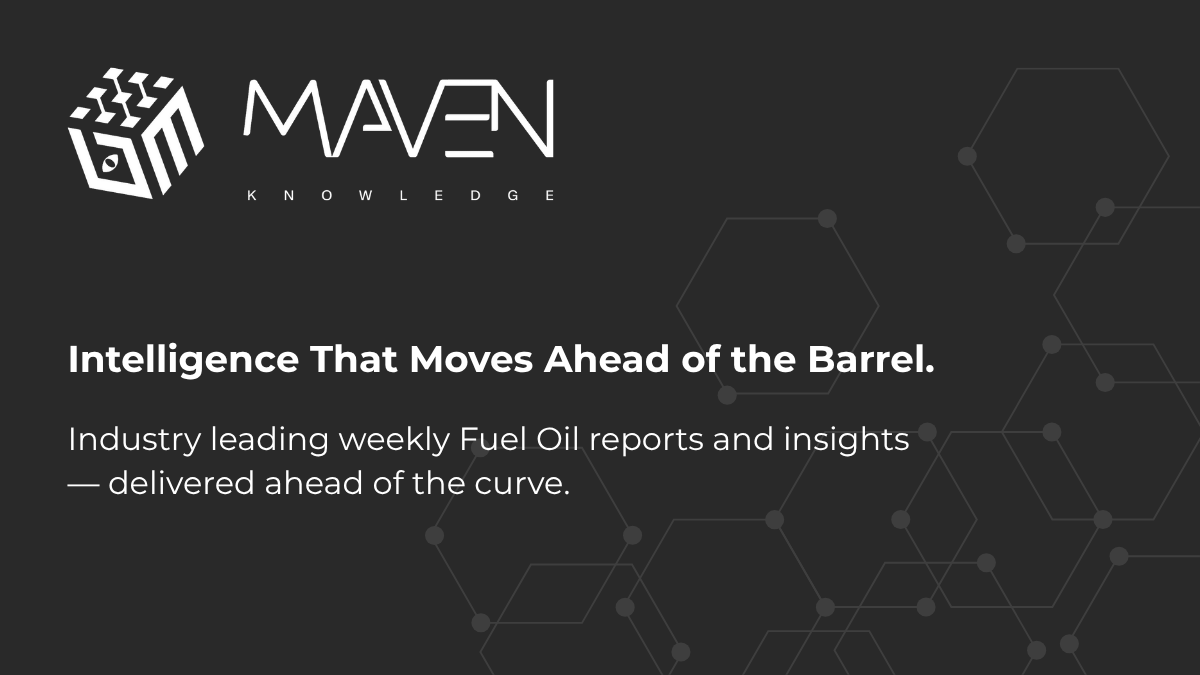 MAVEN
KNOWLEDGE
Intelligence That Moves Ahead of the Barrel.
Industry leading weekly Fuel Oil reports and insights
— delivered ahead of the curve.